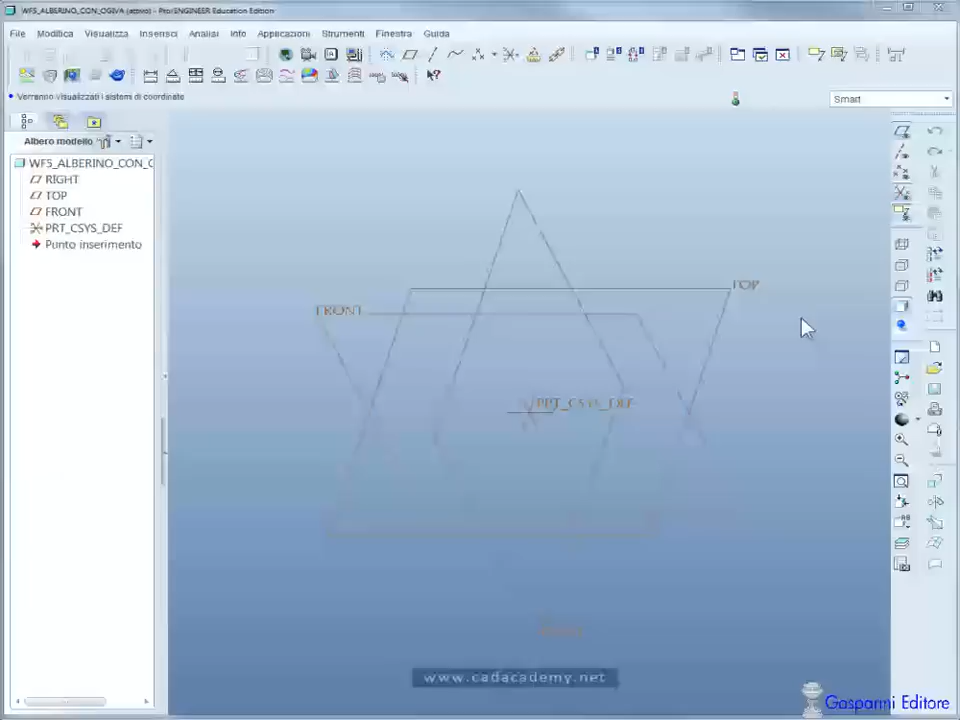 WF5_ALBERINO_CON_OGIVA (attivo) - Pro/ENGINEER Education Edition
File Modifica Visualizza Inserisci Analisi Info Applicazioni Strumenti Finestra Guida
Verranno visualizzati i sistemi di coordinate
Smart
Albero modello
WF5_ALBERINO_CON_O
RIGHT
TOP
FRONT
PRT_CSYS_DEF
Punto inserimento
TOP
FRONT
PRT_CSYS_DEF
www.cadacademy.net
Gasparini Editore